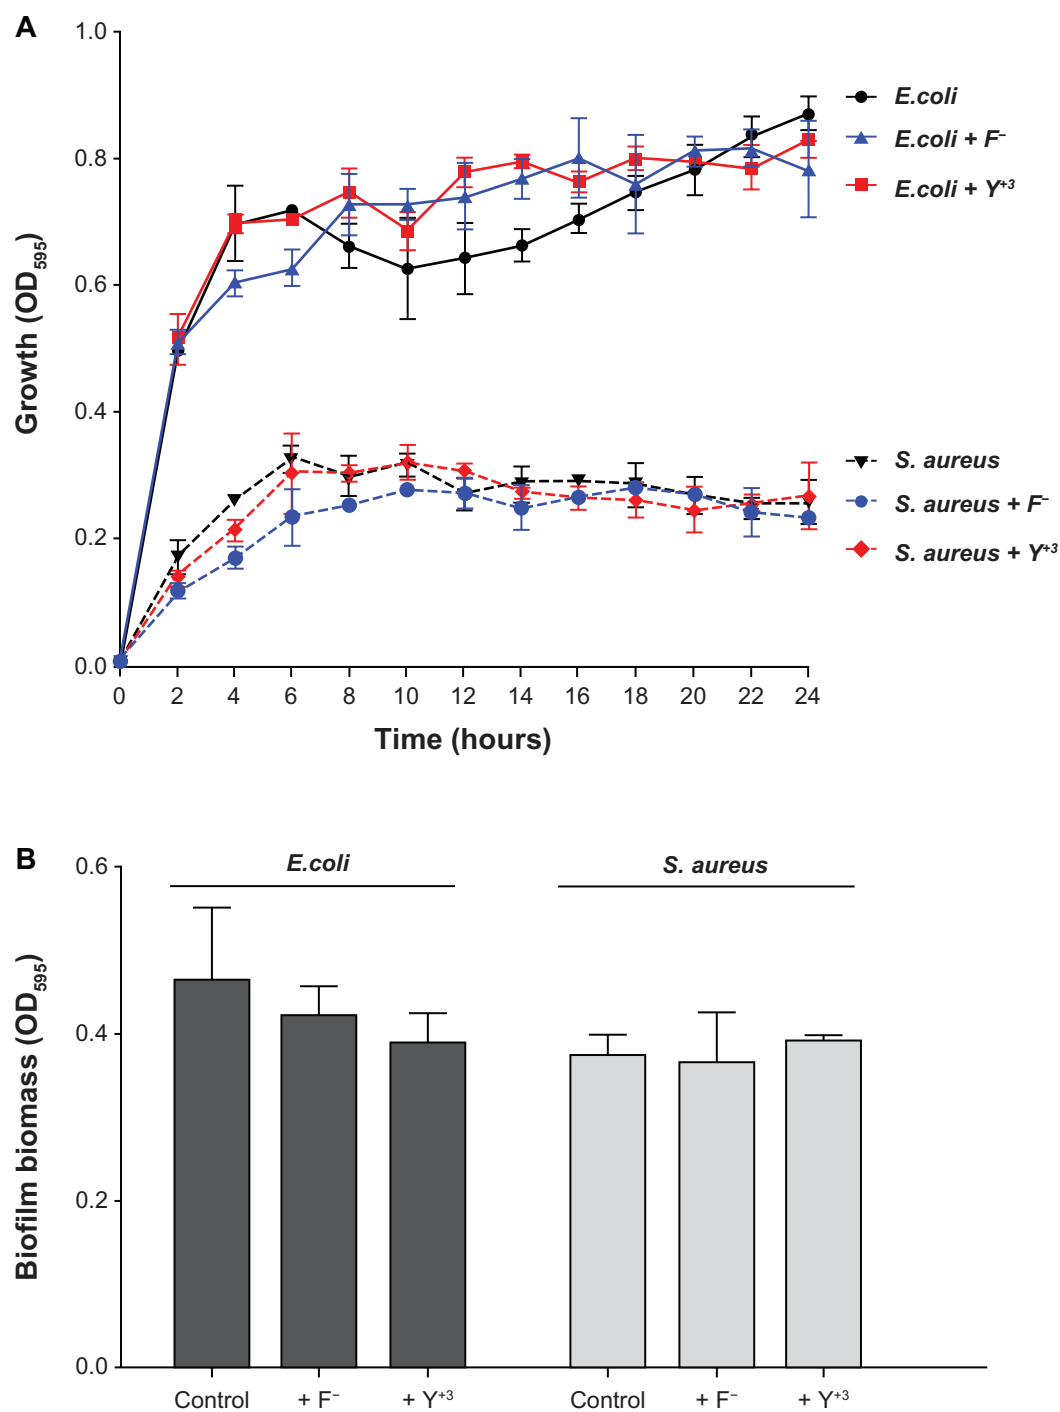 A
1.0
0.8
0.6
0.4
0.2
0.0
Growth (OD595)
0 2 4 6 8 10 12 14 16 18 20 22 24
Time (hours)
E.coli
E.coli + F−
E.coli + Y+3
S. aureus
S. aureus + F−
S. aureus + Y+3
B
0.6
0.4
0.2
0.0
Biofilm biomass (OD595)
E.coli S. aureus
Control + F− + Y+3 Control + F− + Y+3